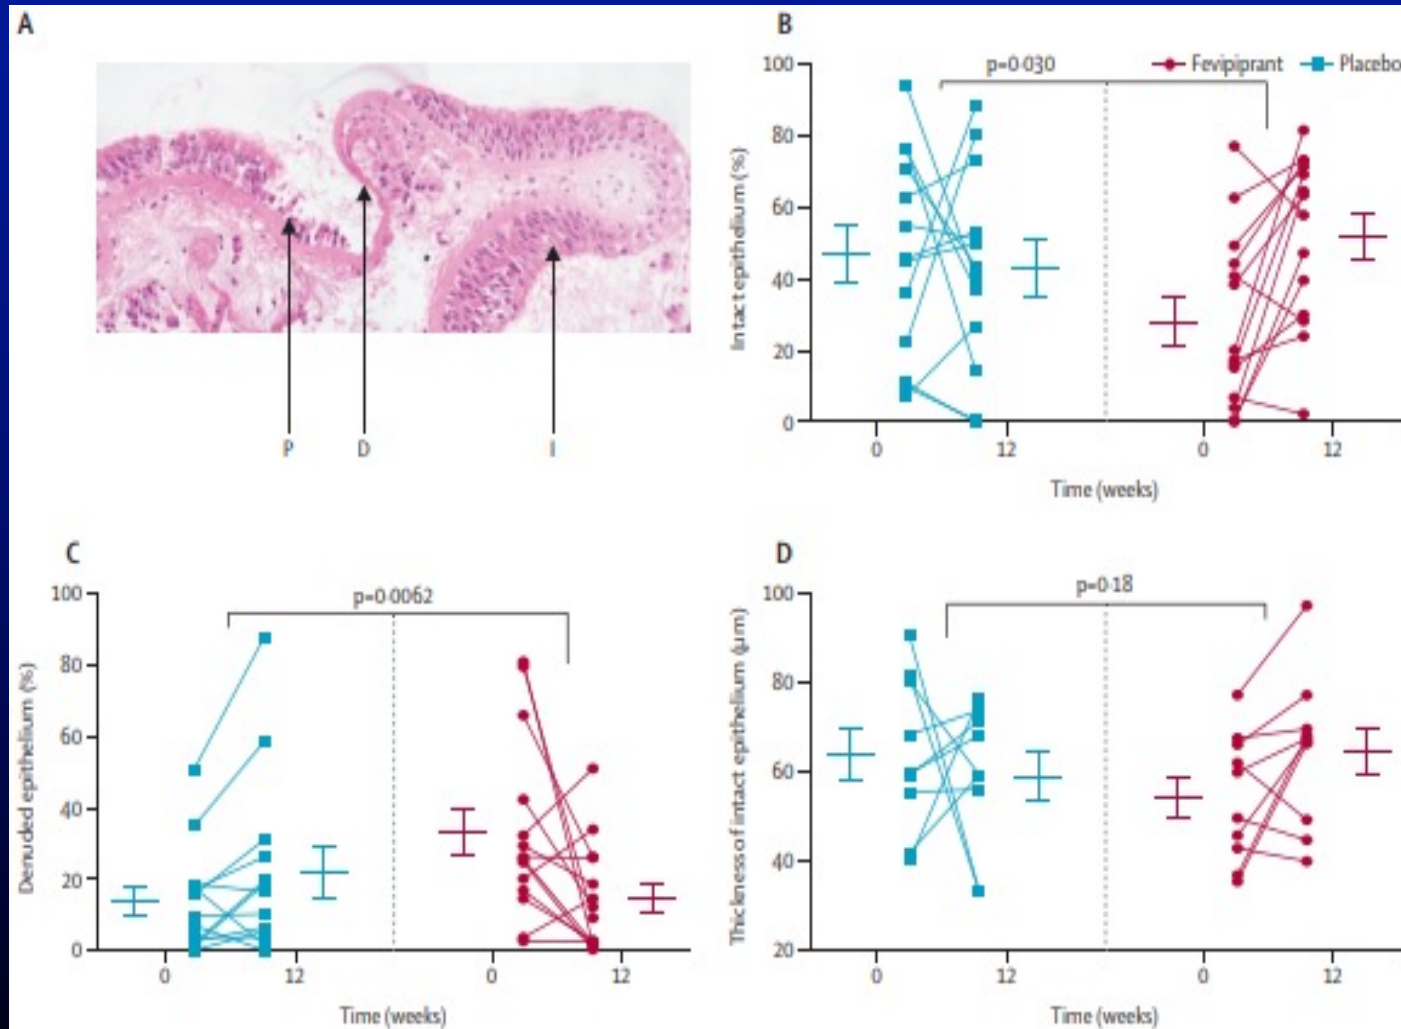 A
P D I
B
p=0·030
Fevipiprant Placebo
Intact epithelium (%)
100
80
60
40
20
0
0 12 0 12
Time (weeks)
C
p=0·0062
Denuded epithelium (%)
100
80
60
40
20
0
0 12 0 12
Time (weeks)
D
p=0·18
Thickness of intact epithelium (μm)
100
80
60
40
20
0 12 0 12
Time (weeks)